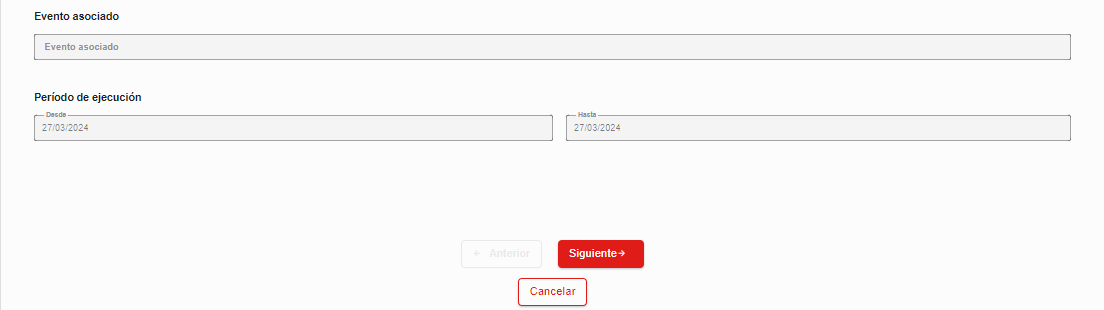 Evento asociado
Evento asociado
Período de ejecución
Desde
27/03/2024
Hasta
27/03/2024
← Anterior
Siguiente→
Cancelar